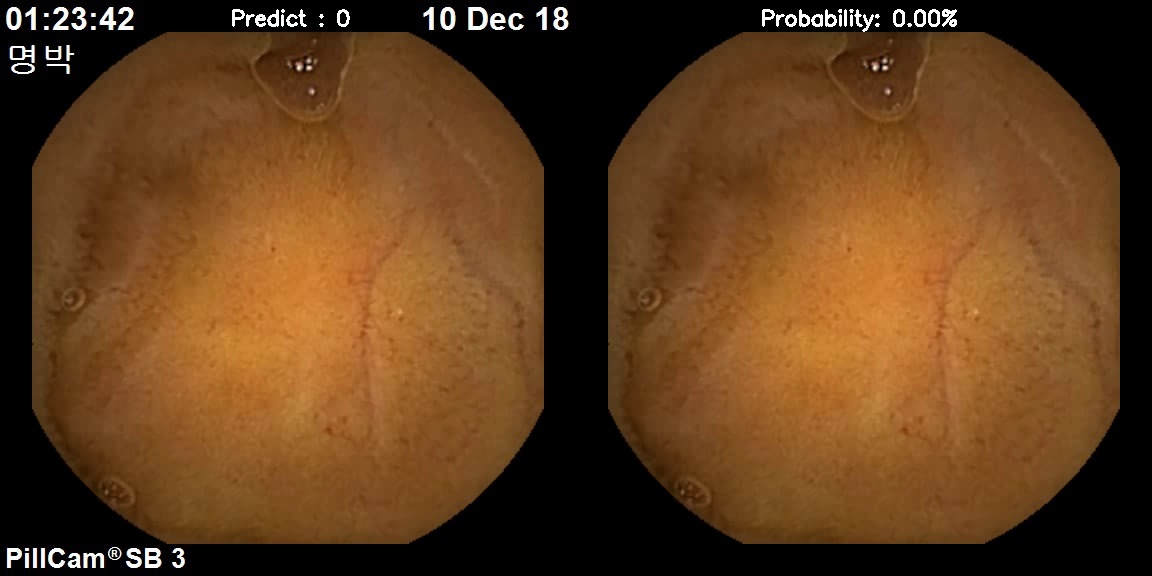 01:23:42
Predict : 0
10 Dec 18
Probability: 0.00%
명박
PillCam® SB 3